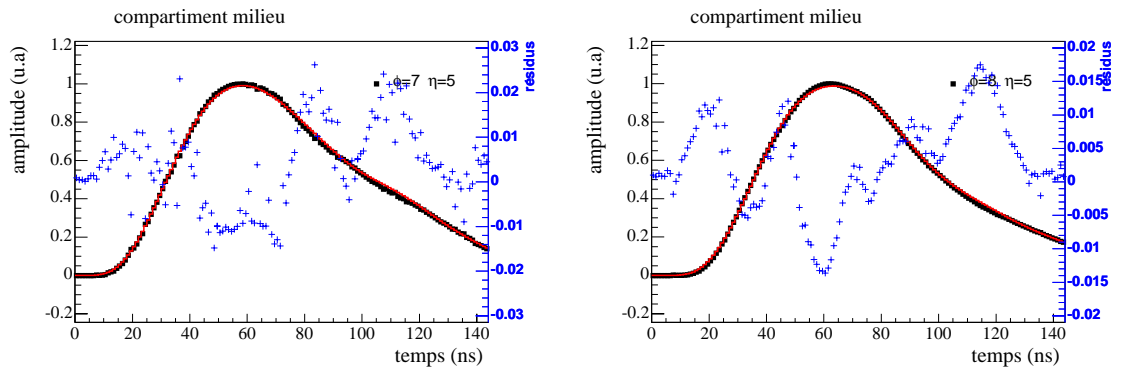 compartiment milieu
amplitude (u.a)
1.2
1
0.8
0.6
0.4
0.2
0
-0.2
ϕ=7 η=5
0.03
0.02
0.01
0
-0.01
-0.02
-0.03
résidus
0 20 40 60 80 100 120 140
temps (ns)
compartiment milieu
amplitude (u.a)
1.2
1
0.8
0.6
0.4
0.2
0
-0.2
ϕ=8 η=5
0.02
0.015
0.01
0.005
0
-0.005
-0.01
-0.015
-0.02
résidus
0 20 40 60 80 100 120 140
temps (ns)